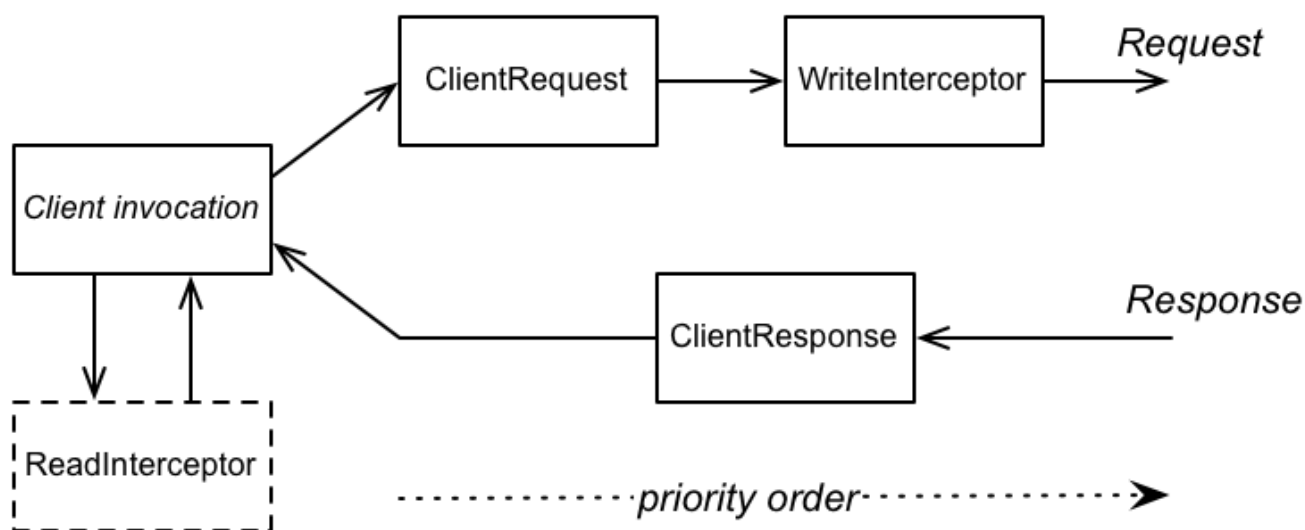 Request
ClientRequest
WriteInterceptor
Client invocation
Response
ClientResponse
ReadInterceptor
priority order